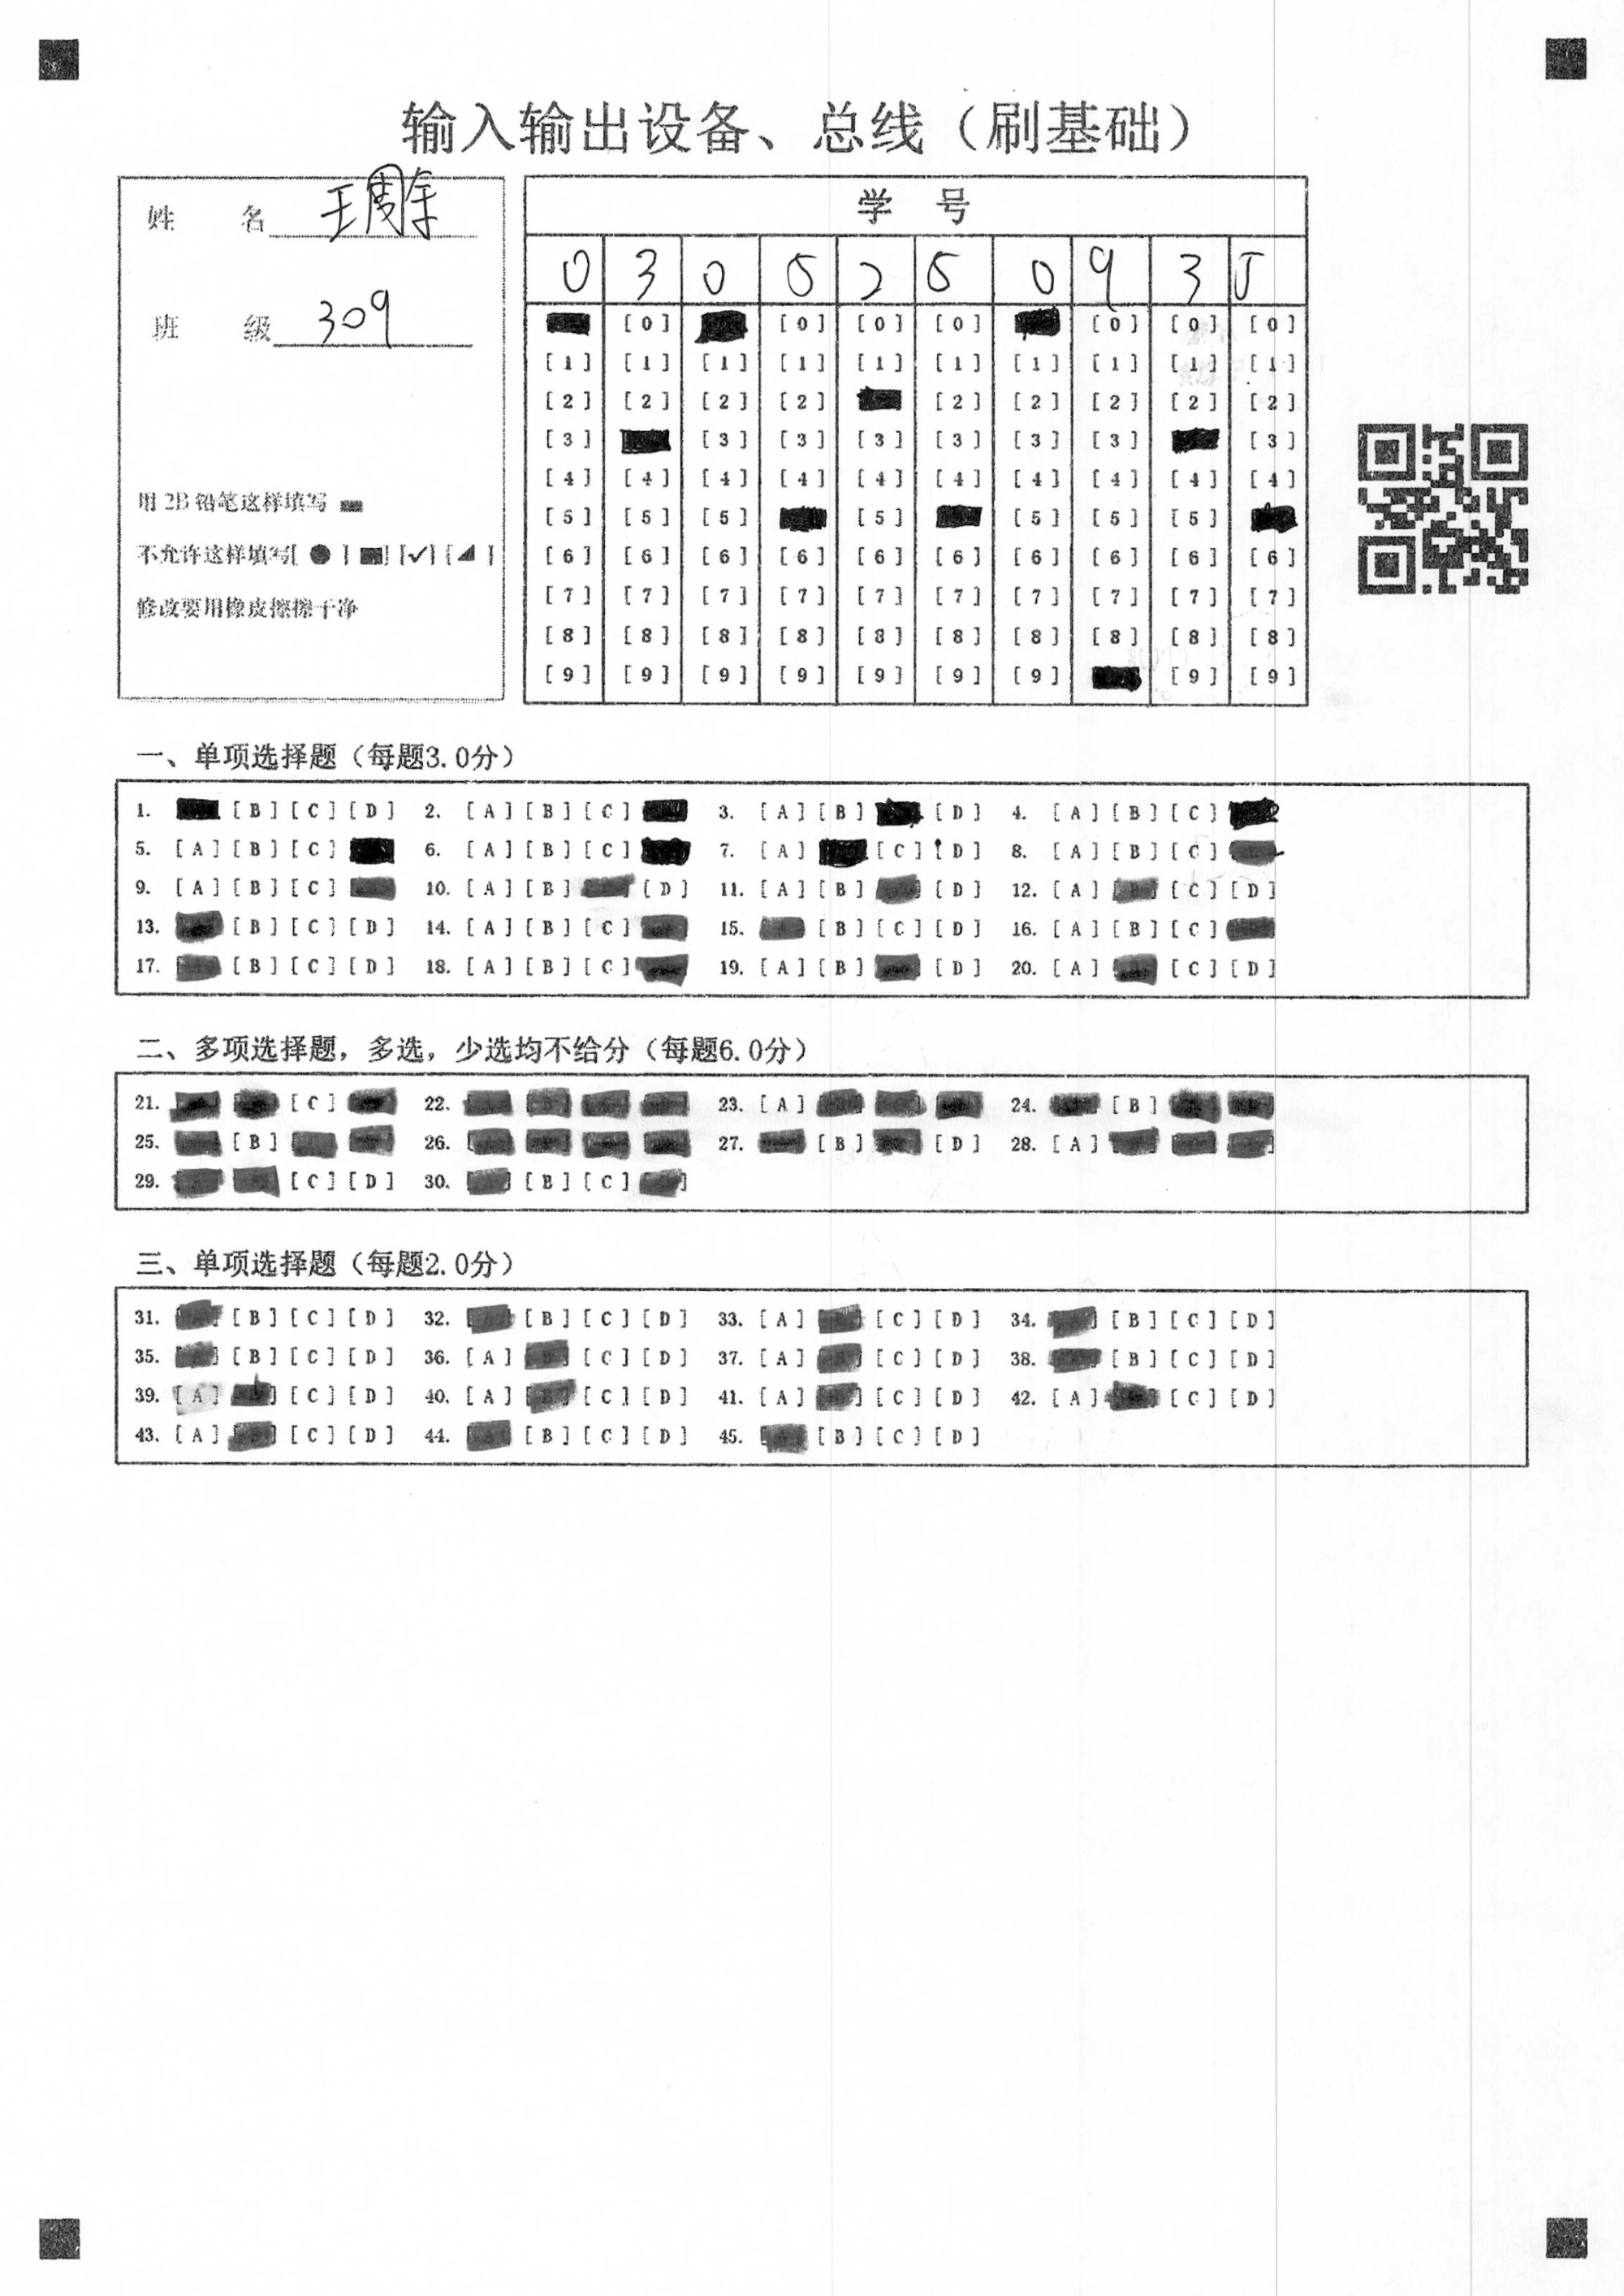 输入输出设备、总线（刷基础）
姓 名 王周
班 级 309
用 2B 铅笔这样填写
不允许这样填写[ ● ] [■] [✓] [◢ ]
修改要用橡皮擦擦干净
学 号
0 3 0 5 2 5 0 9 3 5
[0] [0] [0] [0] [0] [0] [0]
[1] [1] [1] [1] [1] [1] [1] [1] [1] [1]
[2] [2] [2] [2] [2] [2] [2] [2] [2]
[3] [3] [3] [3] [3] [3] [3] [3]
[4] [4] [4] [4] [4] [4] [4] [4] [4] [4]
[5] [5] [5] [5] [5] [5] [5]
[6] [6] [6] [6] [6] [6] [6] [6] [6] [6]
[7] [7] [7] [7] [7] [7] [7] [7] [7] [7]
[8] [8] [8] [8] [8] [8] [8] [8] [8] [8]
[9] [9] [9] [9] [9] [9] [9] [9] [9]
一、单项选择题（每题3.0分）
1. [B] [C] [D] 2. [A] [B] [C] 3. [A] [B] [D] 4. [A] [B] [C]
5. [A] [B] [C] 6. [A] [B] [C] 7. [A] [C] [D] 8. [A] [B] [C]
9. [A] [B] [C] 10. [A] [B] [D] 11. [A] [B] [D] 12. [A] [C] [D]
13. [B] [C] [D] 14. [A] [B] [C] 15. [B] [C] [D] 16. [A] [B] [C]
17. [B] [C] [D] 18. [A] [B] [C] 19. [A] [B] [D] 20. [A] [C] [D]
二、多项选择题，多选，少选均不给分（每题6.0分）
21. [C] 22. 23. [A] 24. [B]
25. [B] 26. 27. [B] [D] 28. [A]
29. [C] [D] 30. [B] [C]
三、单项选择题（每题2.0分）
31. [B] [C] [D] 32. [B] [C] [D] 33. [A] [C] [D] 34. [B] [C] [D]
35. [B] [C] [D] 36. [A] [C] [D] 37. [A] [C] [D] 38. [B] [C] [D]
39. [A] [C] [D] 40. [A] [C] [D] 41. [A] [C] [D] 42. [A] [C] [D]
43. [A] [C] [D] 44. [B] [C] [D] 45. [B] [C] [D]